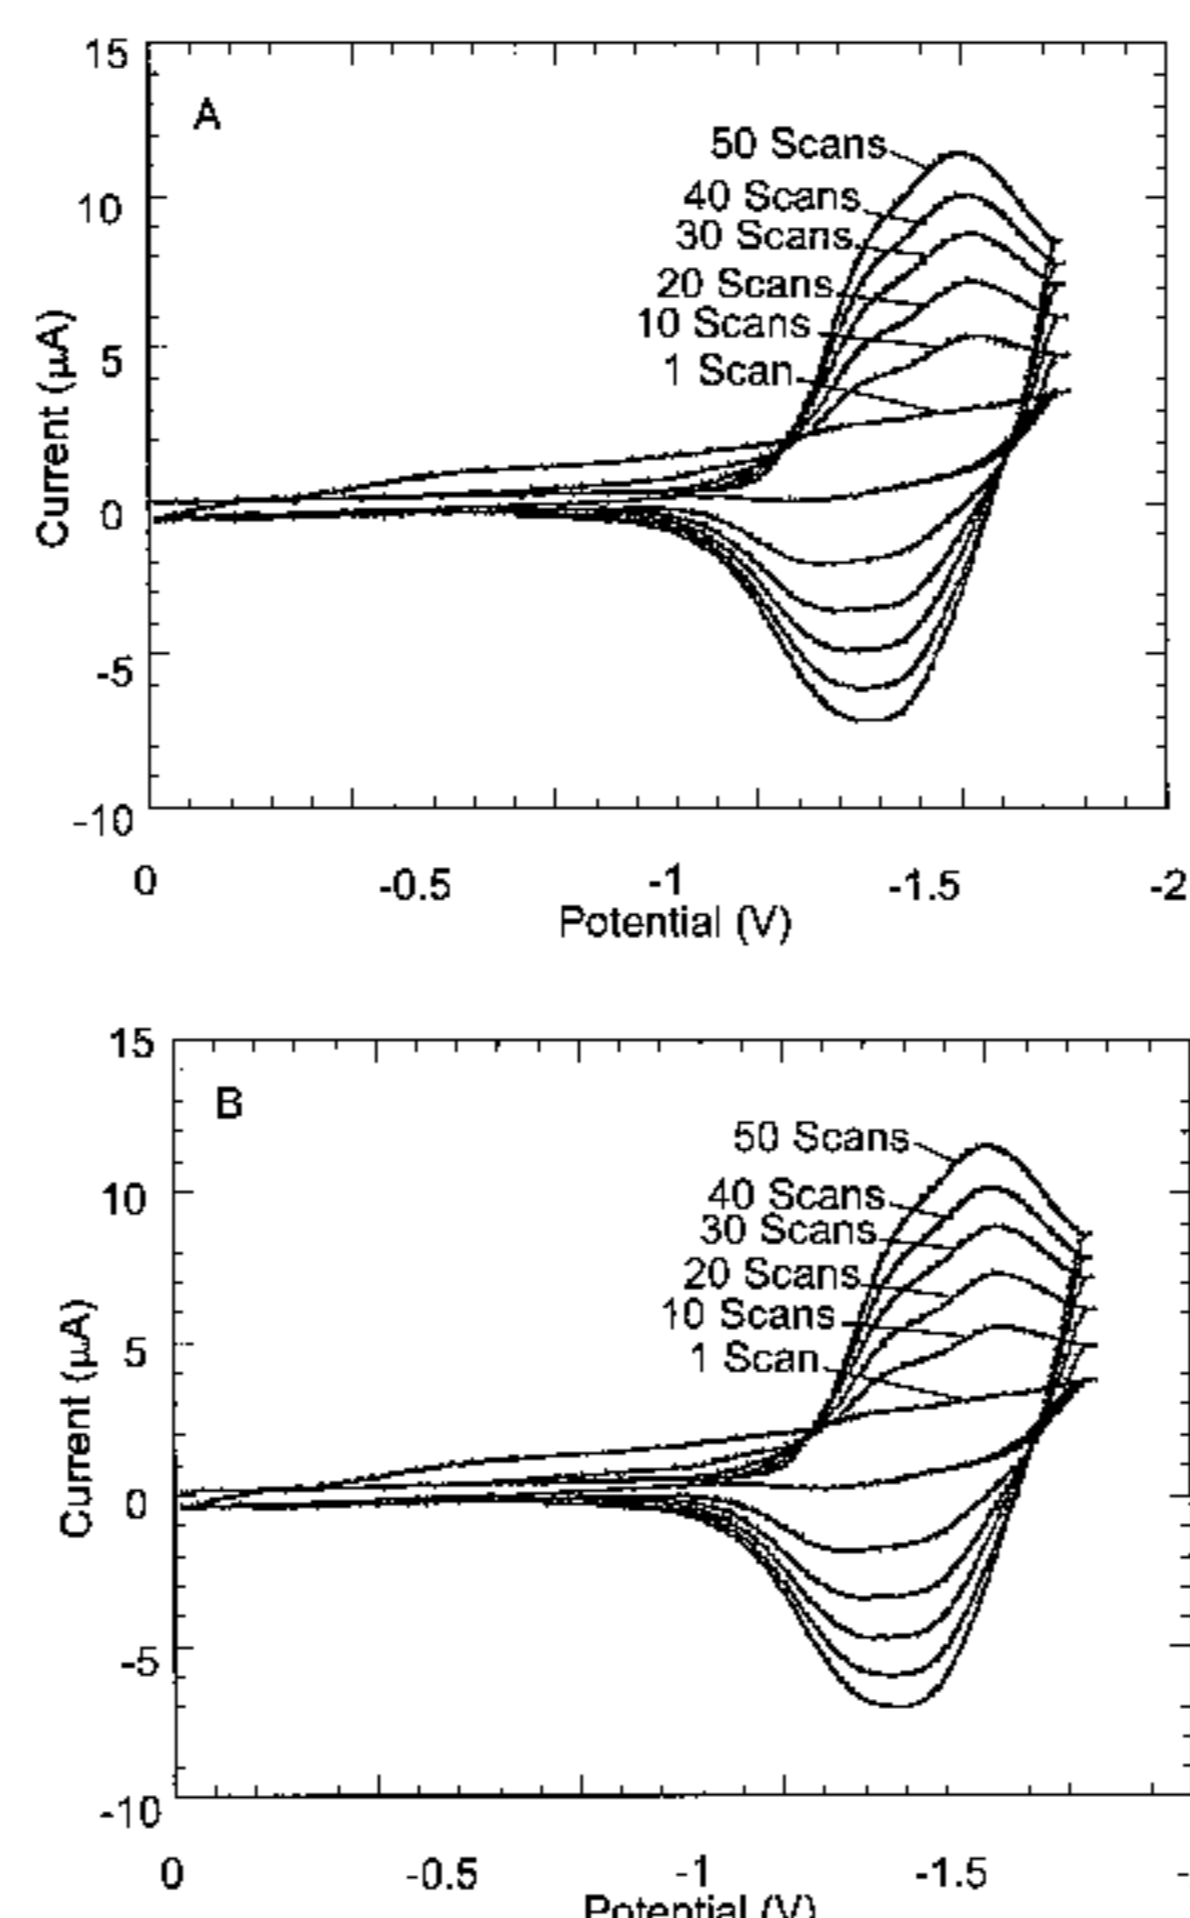 15
A
50 Scans
10
40 Scans
30 Scans
20 Scans
10 Scans
5
1 Scan
Current (µA)
0
-5
-10
0 -0.5 -1 -1.5 -2
Potential (V)
15
B
50 Scans
10
40 Scans
30 Scans
20 Scans
10 Scans
5
1 Scan
Current (µA)
0
-5
-10
0 -0.5 -1 -1.5 -
Potential (V)